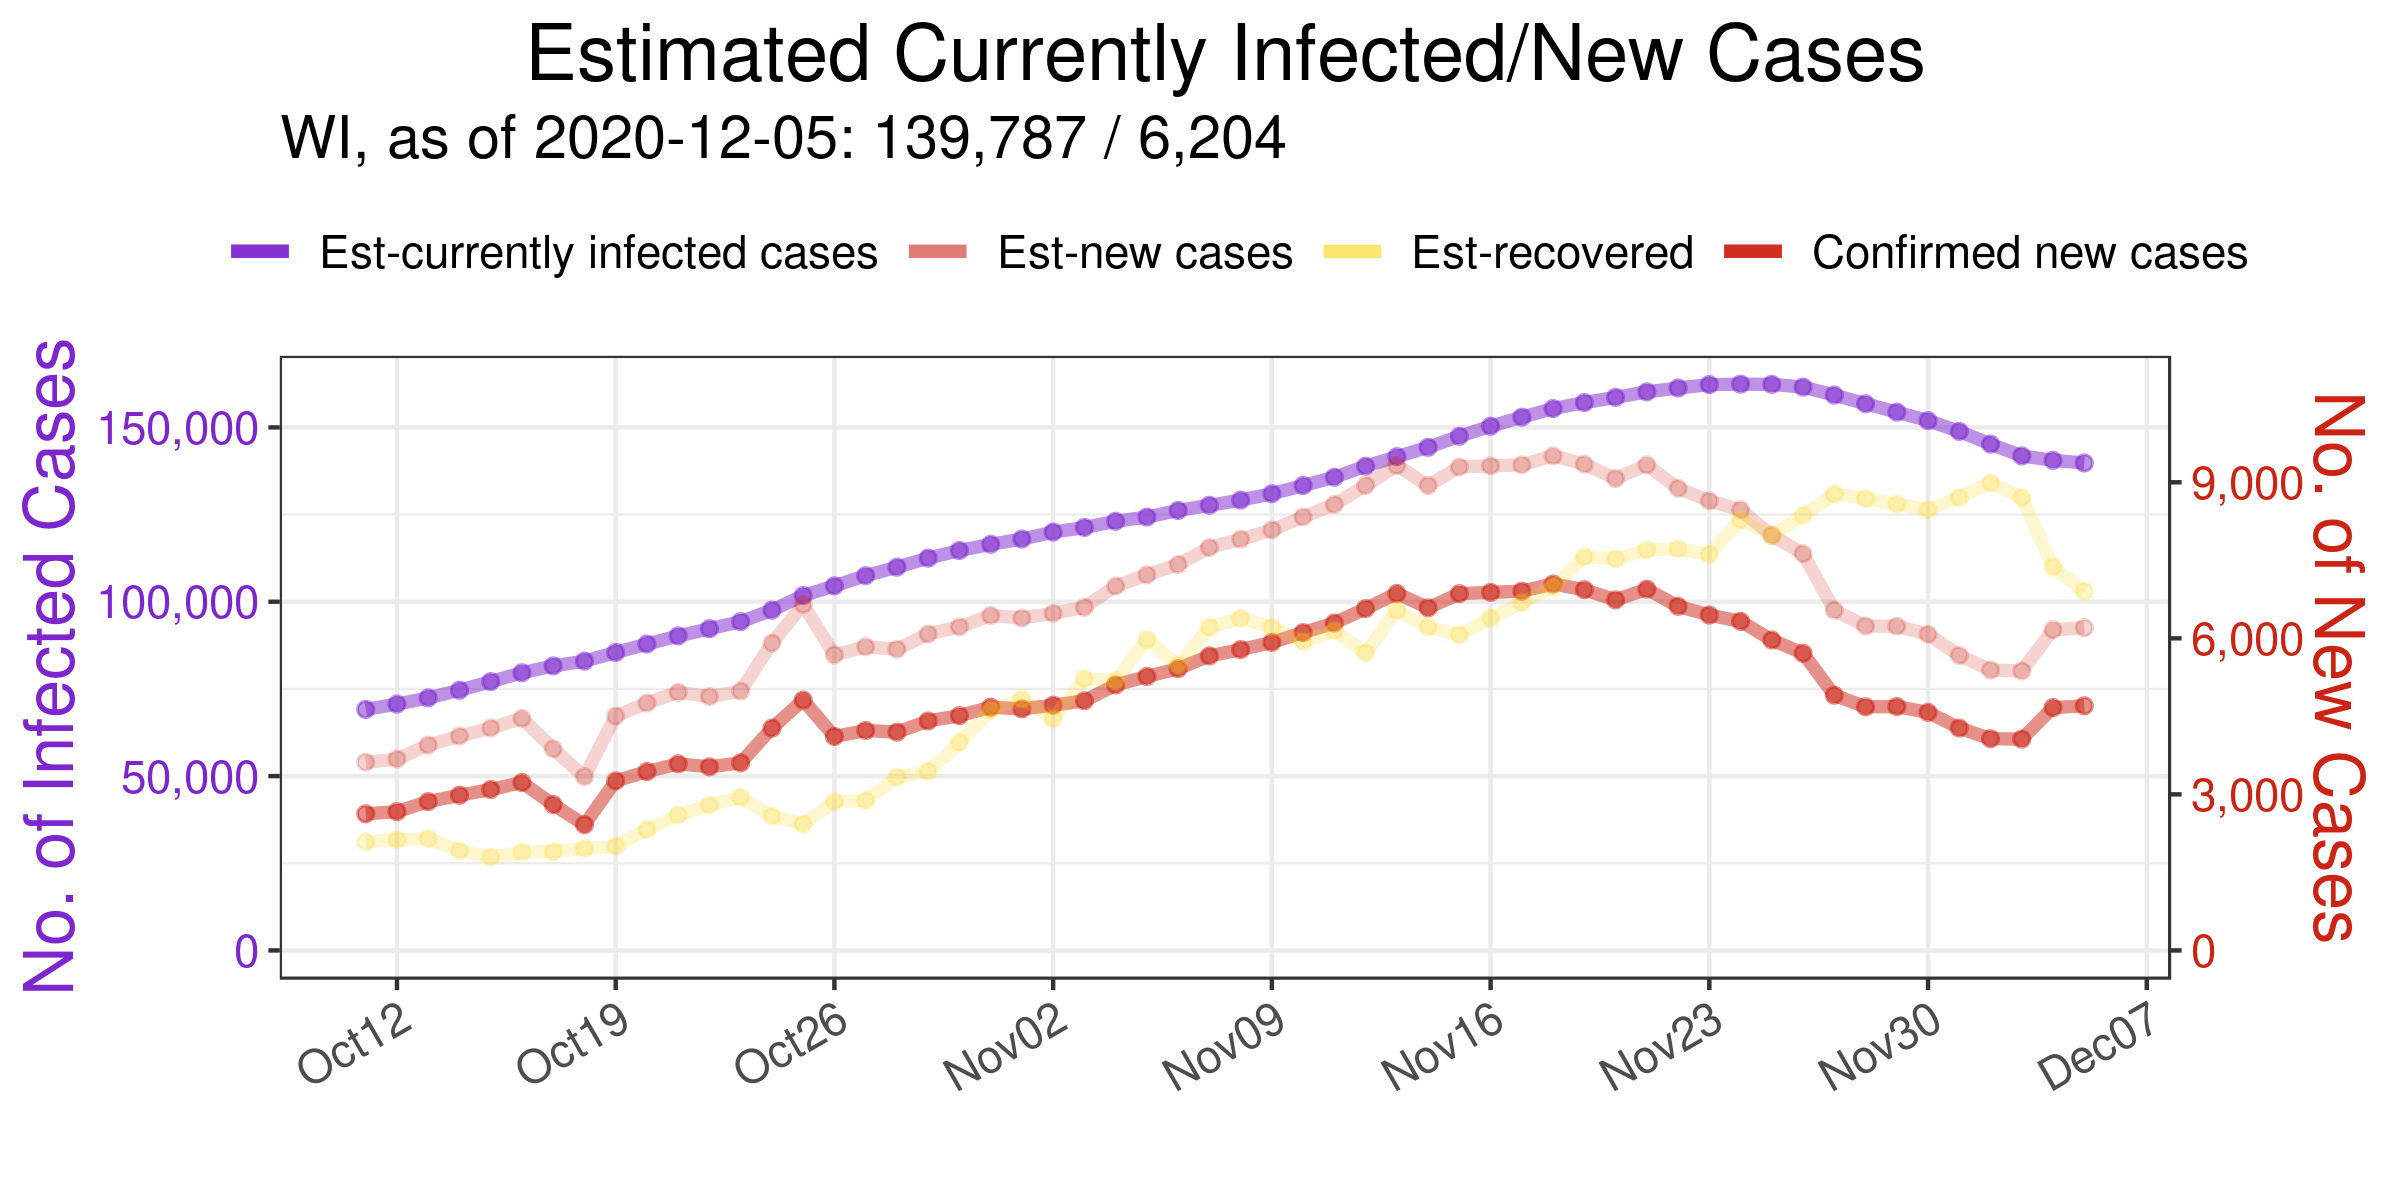 Estimated Currently Infected/New Cases
WI, as of 2020-12-05: 139,787 / 6,204
Est-currently infected cases Est-new cases Est-recovered Confirmed new cases
No. of Infected Cases
150,000
100,000
50,000
0
9,000
6,000
3,000
0
No. of New Cases
Oct12 Oct19 Oct26 Nov02 Nov09 Nov16 Nov23 Nov30 Dec07